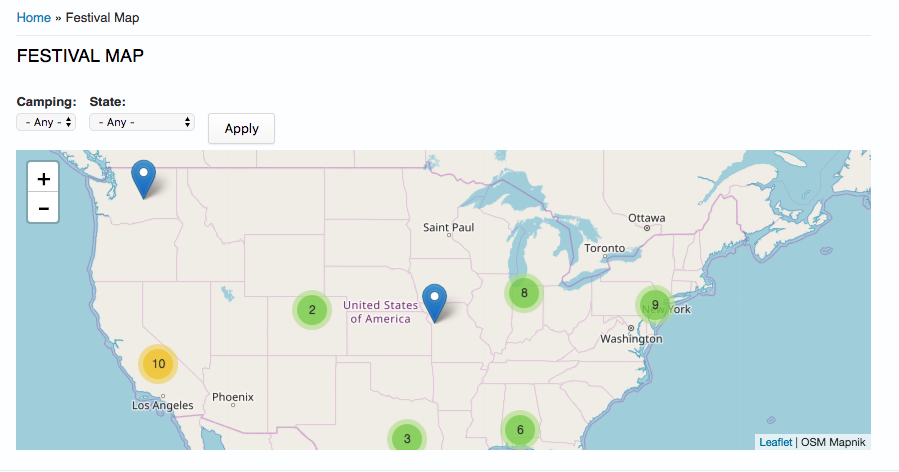 Home » Festival Map
FESTIVAL MAP
Camping: State:
- Any - - Any - Apply
+
-
Saint Paul
Ottawa
Toronto
8
9
New York
2
United States
of America
Washington
10
Los Angeles
Phoenix
3
6
Leaflet | OSM Mapnik